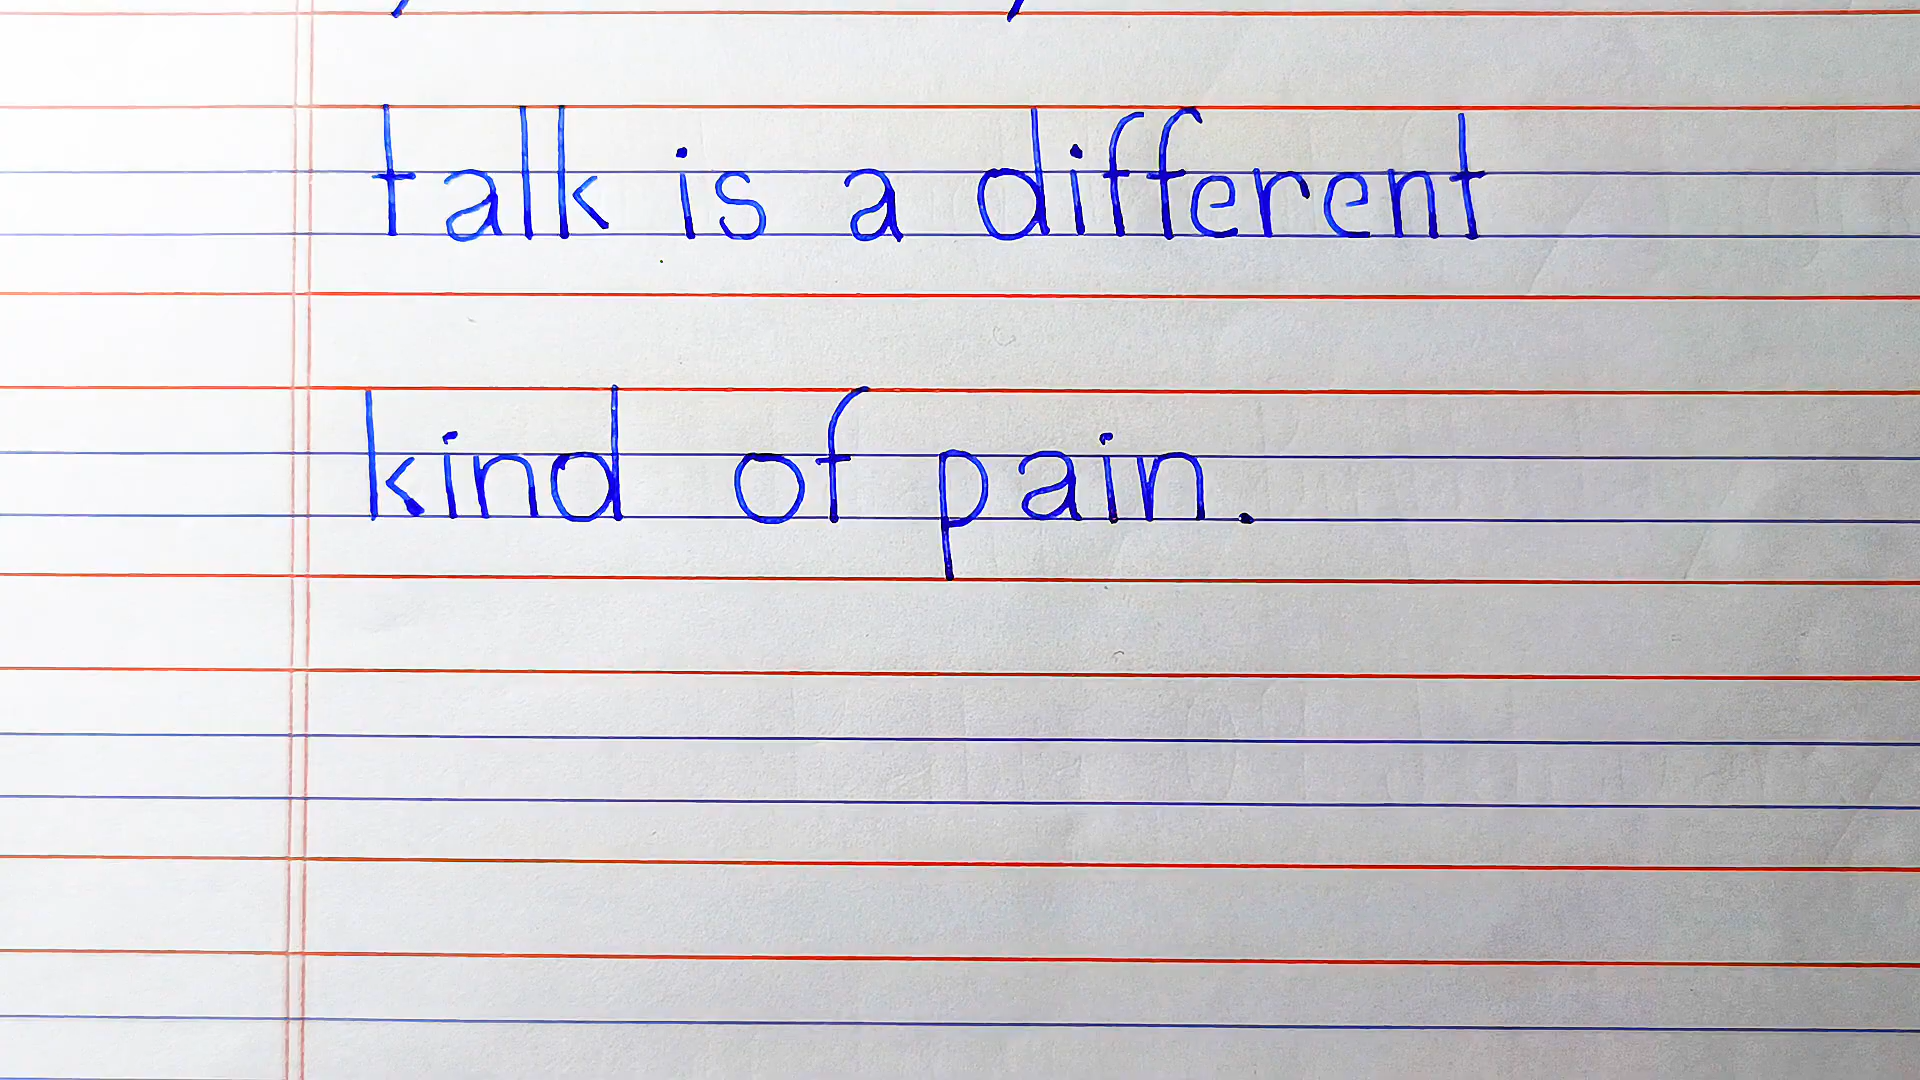 talk is a different
kind of pain.